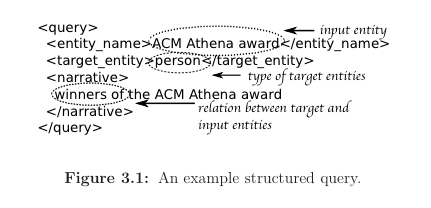 <query>
input entity
<entity_name>ACM Athena award</entity_name>
<target_entity>person</target_entity>
<narrative>
type of target entities
winners of the ACM Athena award
relation between target and
</narrative>
input entities
</query>
Figure 3.1: An example structured query.